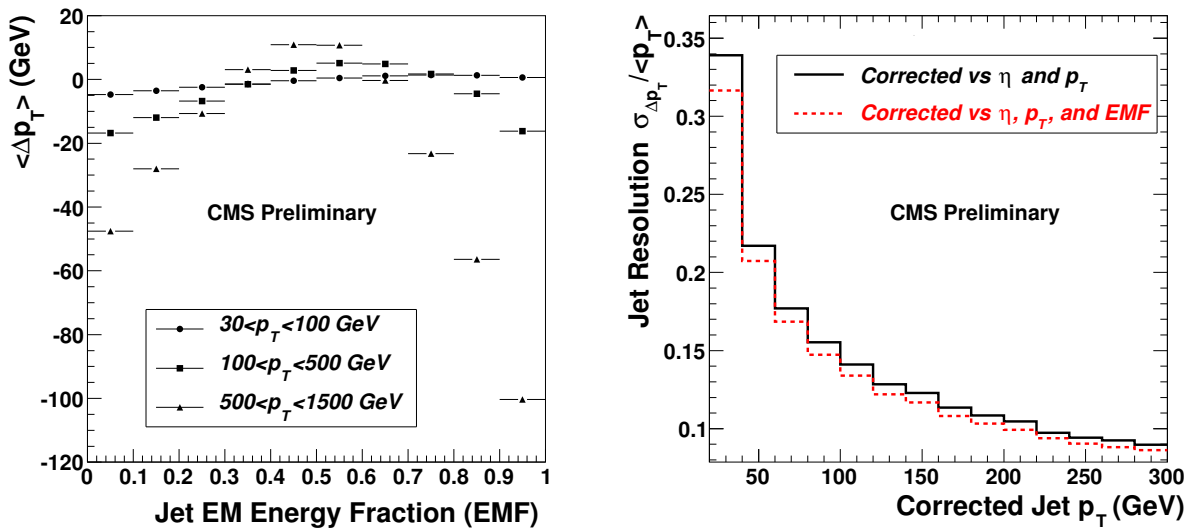 <Δp_T> (GeV)
20
0
-20
-40
-60
-80
-100
-120
CMS Preliminary
30<p_T<100 GeV
100<p_T<500 GeV
500<p_T<1500 GeV
0 0.1 0.2 0.3 0.4 0.5 0.6 0.7 0.8 0.9 1
Jet EM Energy Fraction (EMF)
Jet Resolution σ_Δp_T/<p_T>
0.35
0.3
0.25
0.2
0.15
0.1
Corrected vs η and p_T
Corrected vs η, p_T, and EMF
CMS Preliminary
50 100 150 200 250 300
Corrected Jet p_T (GeV)